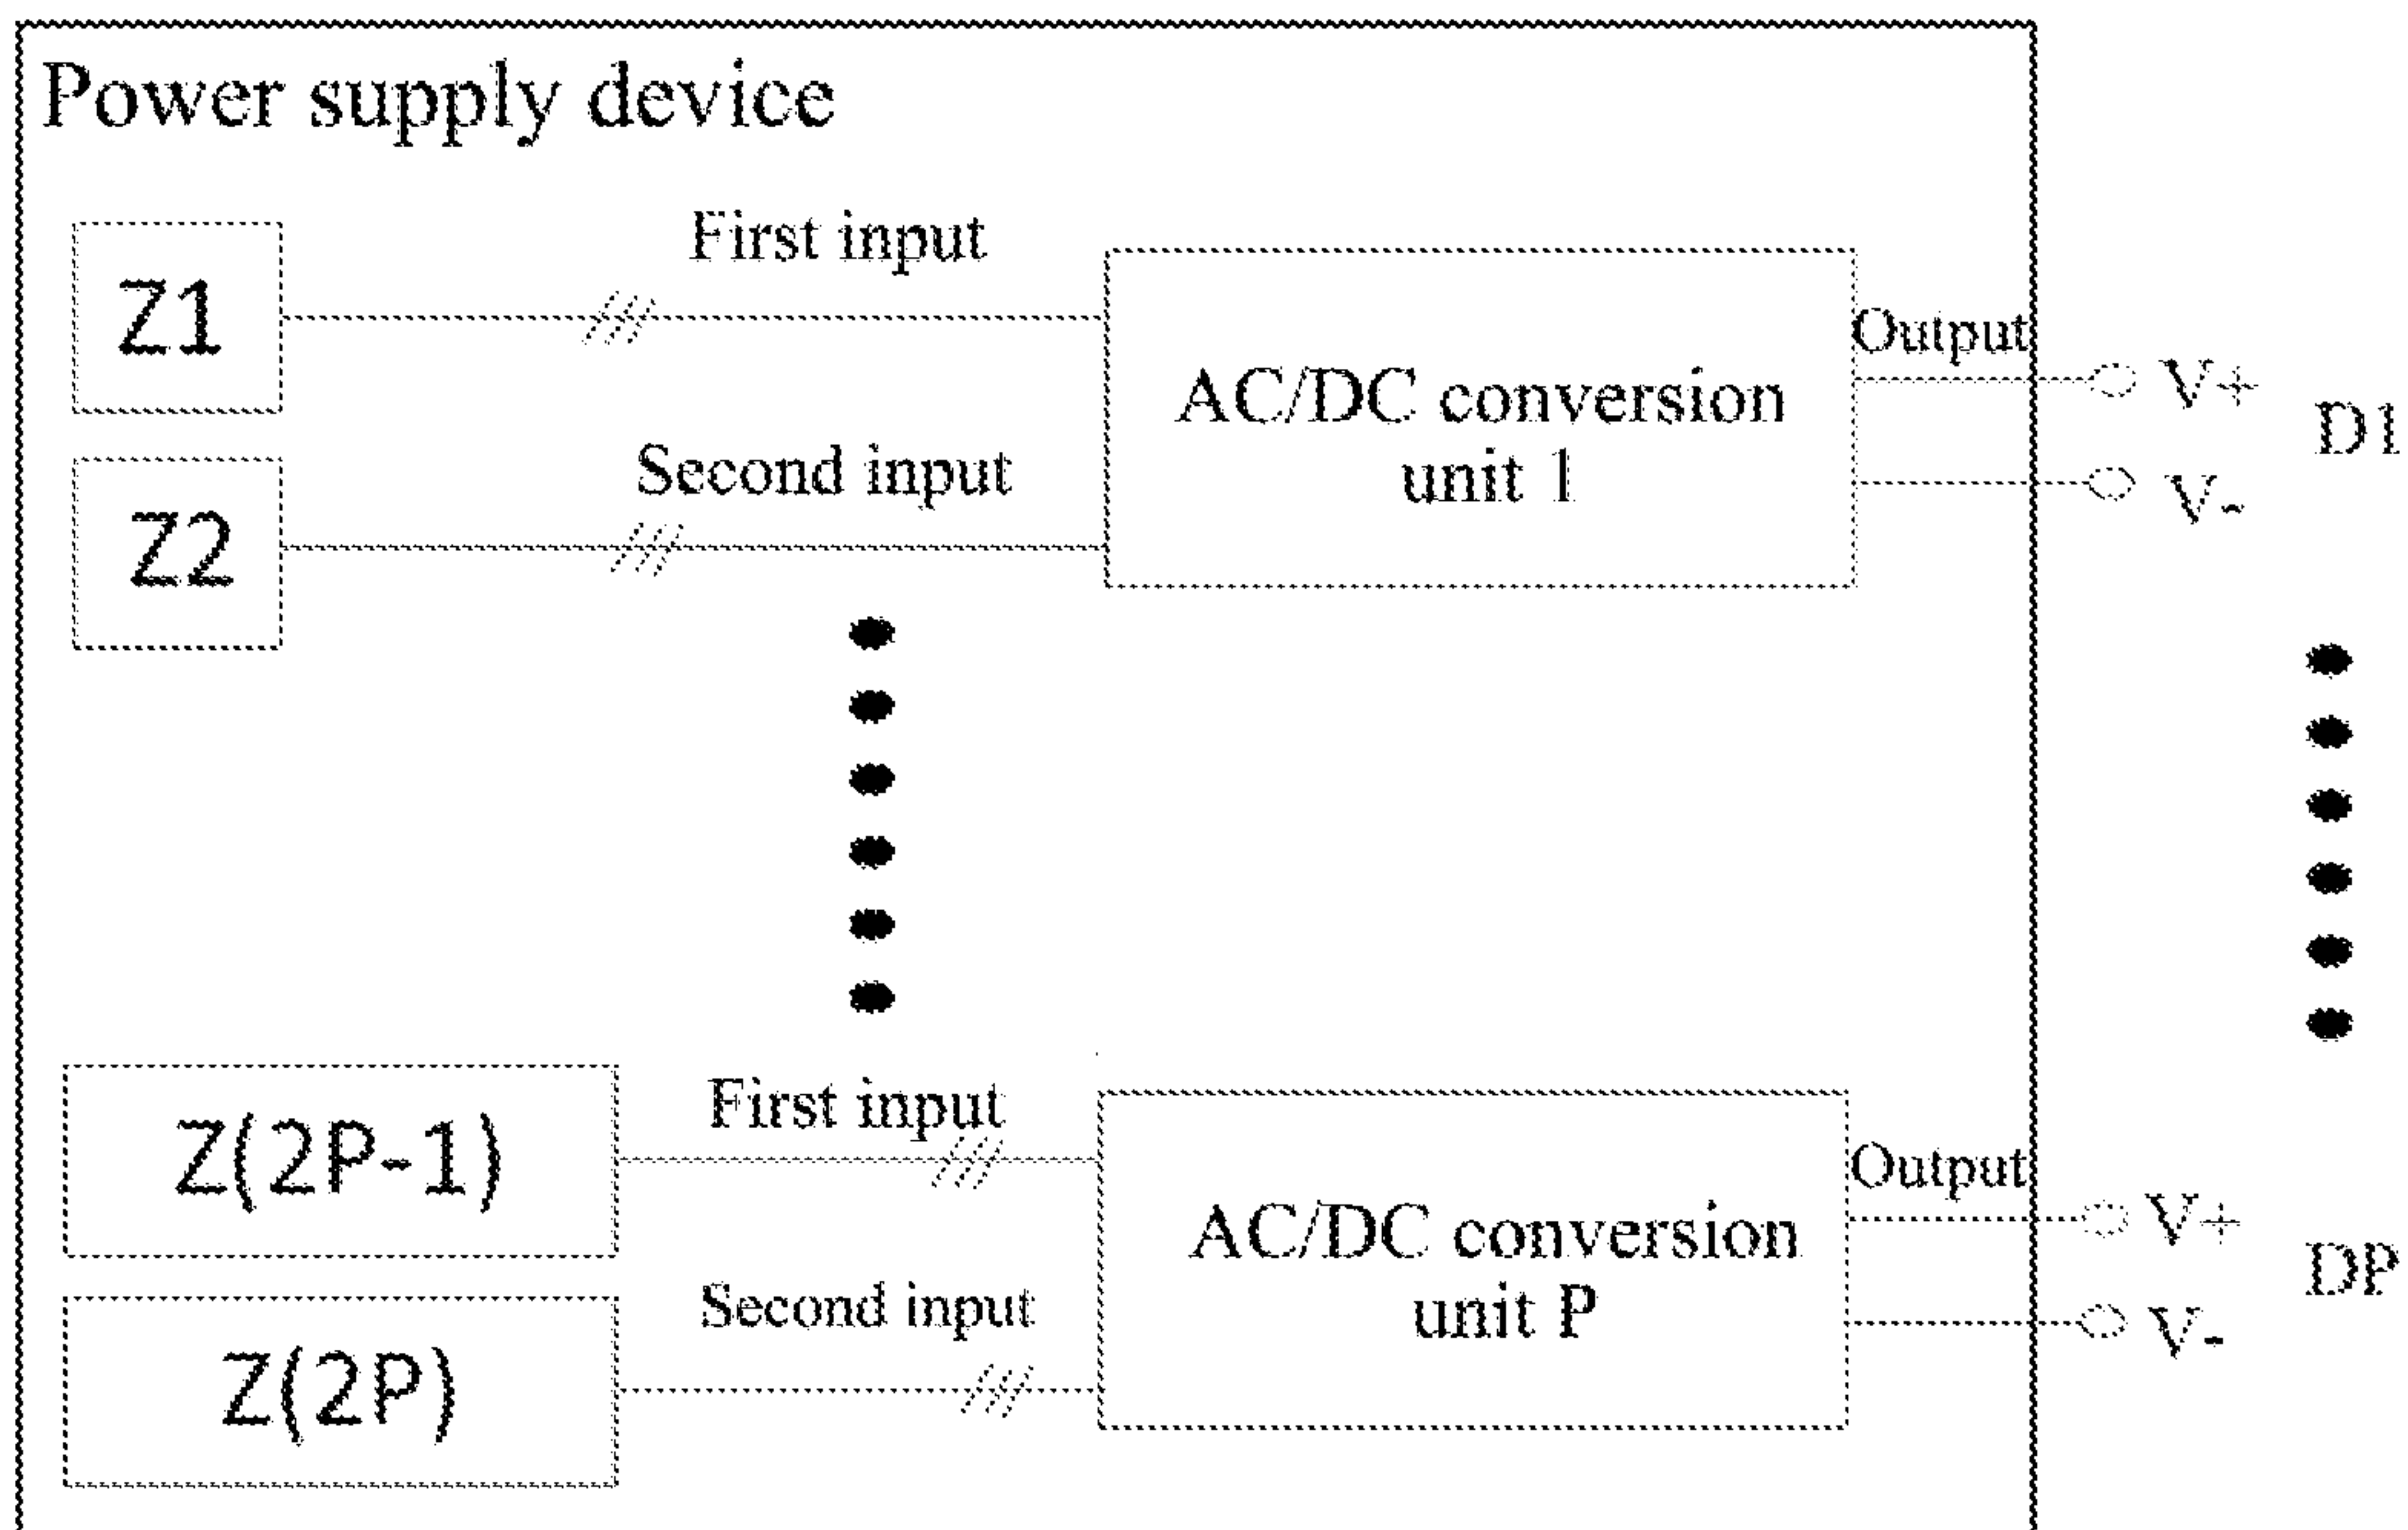 Power supply device
Z1
First input
Z2
Second input
AC/DC conversion
unit 1
Output
V+
V-
D1
Z(2P-1)
First input
Z(2P)
Second input
AC/DC conversion
unit P
Output
V+
V-
DP